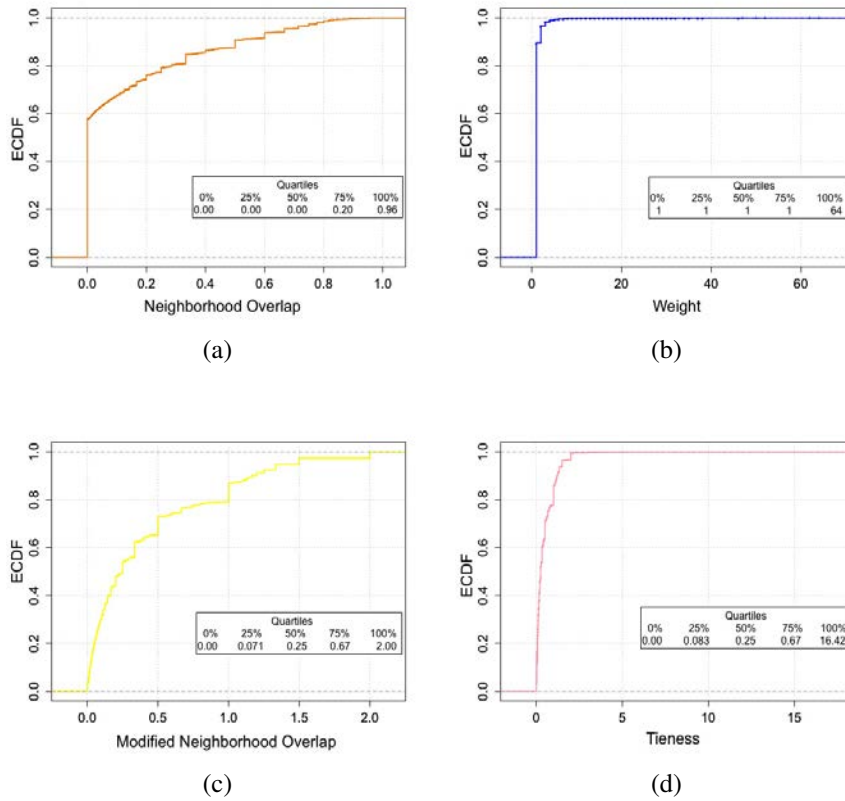 ECDF
0.0 0.2 0.4 0.6 0.8 1.0
Quartiles
0% 25% 50% 75% 100%
0.00 0.00 0.00 0.20 0.96
0.0 0.2 0.4 0.6 0.8 1.0
Neighborhood Overlap
(a)
ECDF
0.0 0.2 0.4 0.6 0.8 1.0
Quartiles
0% 25% 50% 75% 100%
1 1 1 1 64
0 20 40 60
Weight
(b)
ECDF
0.0 0.2 0.4 0.6 0.8 1.0
Quartiles
0% 25% 50% 75% 100%
0.00 0.071 0.25 0.67 2.00
0.0 0.5 1.0 1.5 2.0
Modified Neighborhood Overlap
(c)
ECDF
0.0 0.2 0.4 0.6 0.8 1.0
Quartiles
0% 25% 50% 75% 100%
0.00 0.083 0.25 0.67 16.42
0 5 10 15
Tieness
(d)